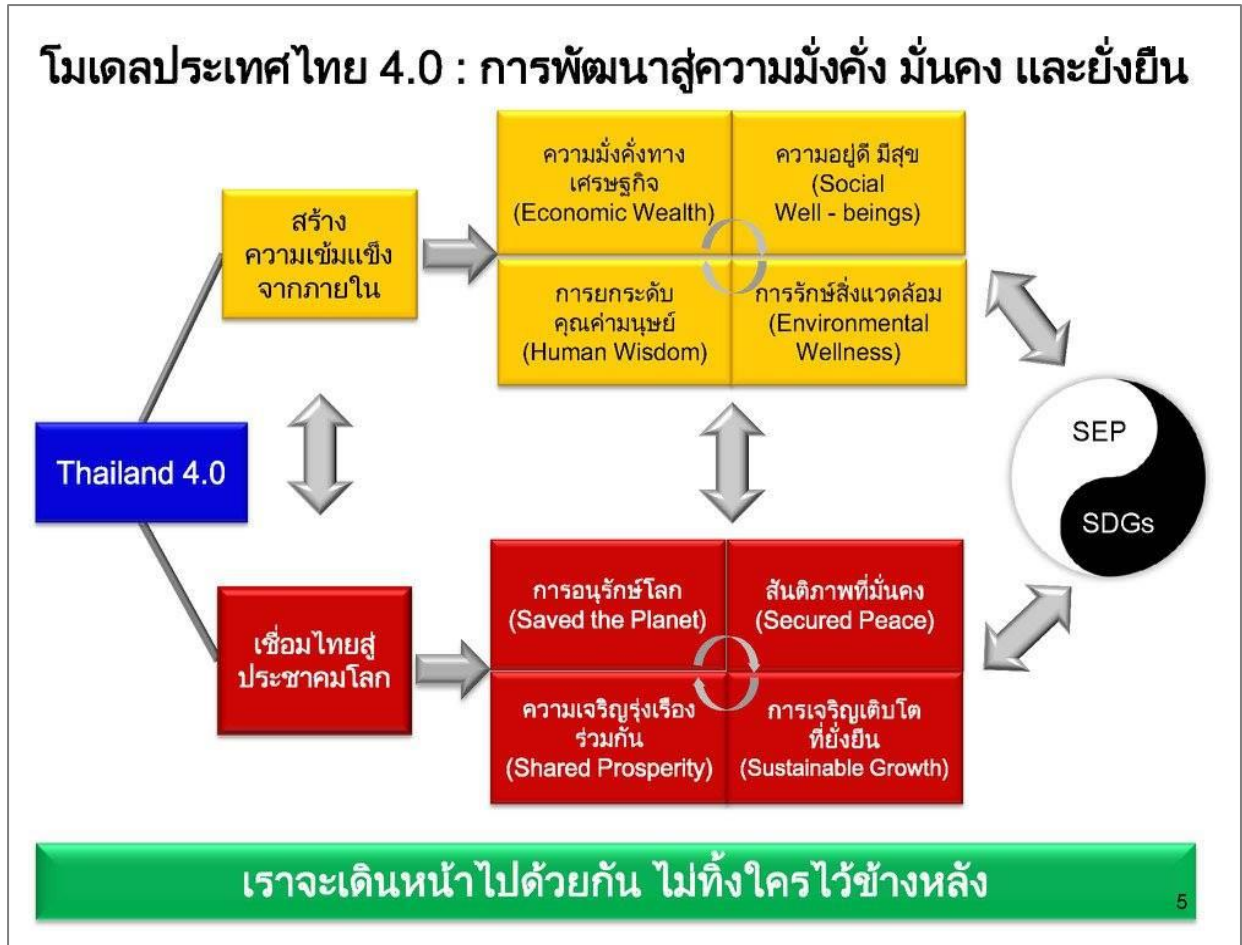 โมเดลประเทศไทย 4.0 : การพัฒนาสู่ความมั่งคั่ง มั่นคง และยั่งยืน
ความมั่งคั่งทาง
เศรษฐกิจ
(Economic Wealth)
ความอยู่ดี มีสุข
(Social
Well - beings)
สร้าง
ความเข้มแข็ง
จากภายใน
การยกระดับ
คุณค่ามนุษย์
(Human Wisdom)
การรักษ์สิ่งแวดล้อม
(Environmental
Wellness)
Thailand 4.0
SEP
SDGs
การอนุรักษ์โลก
(Saved the Planet)
สันติภาพที่มั่นคง
(Secured Peace)
เชื่อมไทยสู่
ประชาคมโลก
ความเจริญรุ่งเรือง
ร่วมกัน
(Shared Prosperity)
การเจริญเติบโต
ที่ยั่งยืน
(Sustainable Growth)
เราจะเดินหน้าไปด้วยกัน ไม่ทิ้งใครไว้ข้างหลัง
5